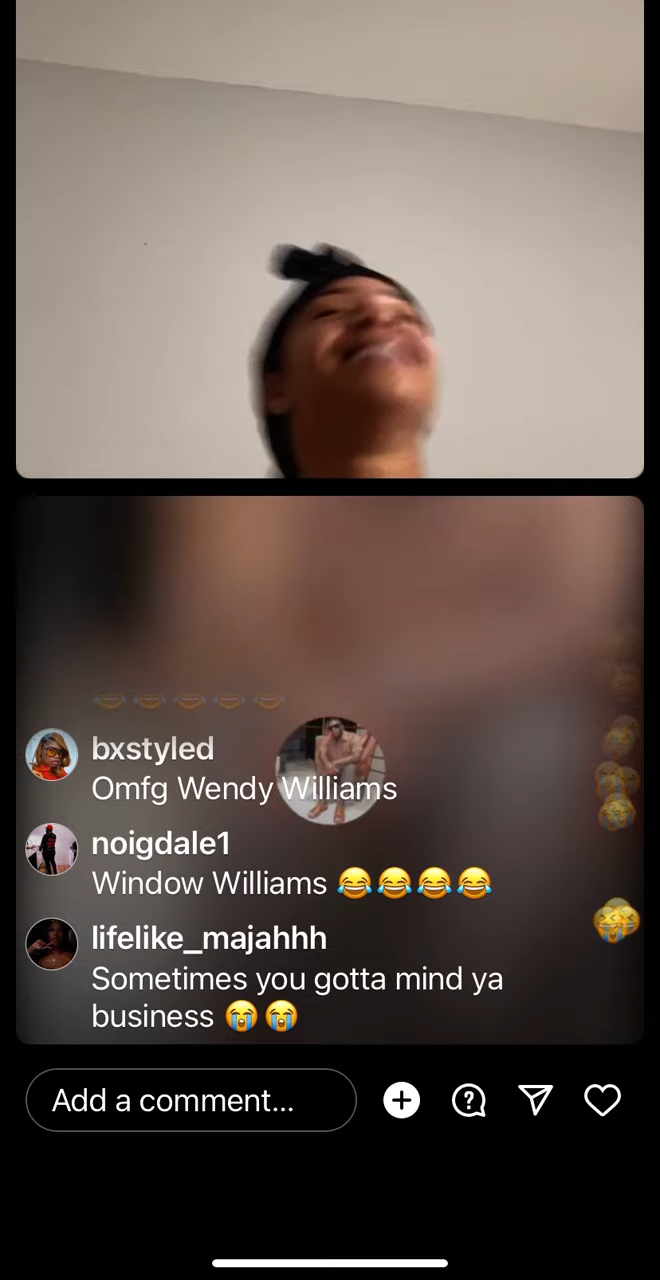 bxstyled
Omfg Wendy Williams
noigdale1
Window Williams 😂😂😂😂
lifelike_majahhh
Sometimes you gotta mind ya
business 😭😭
Add a comment...